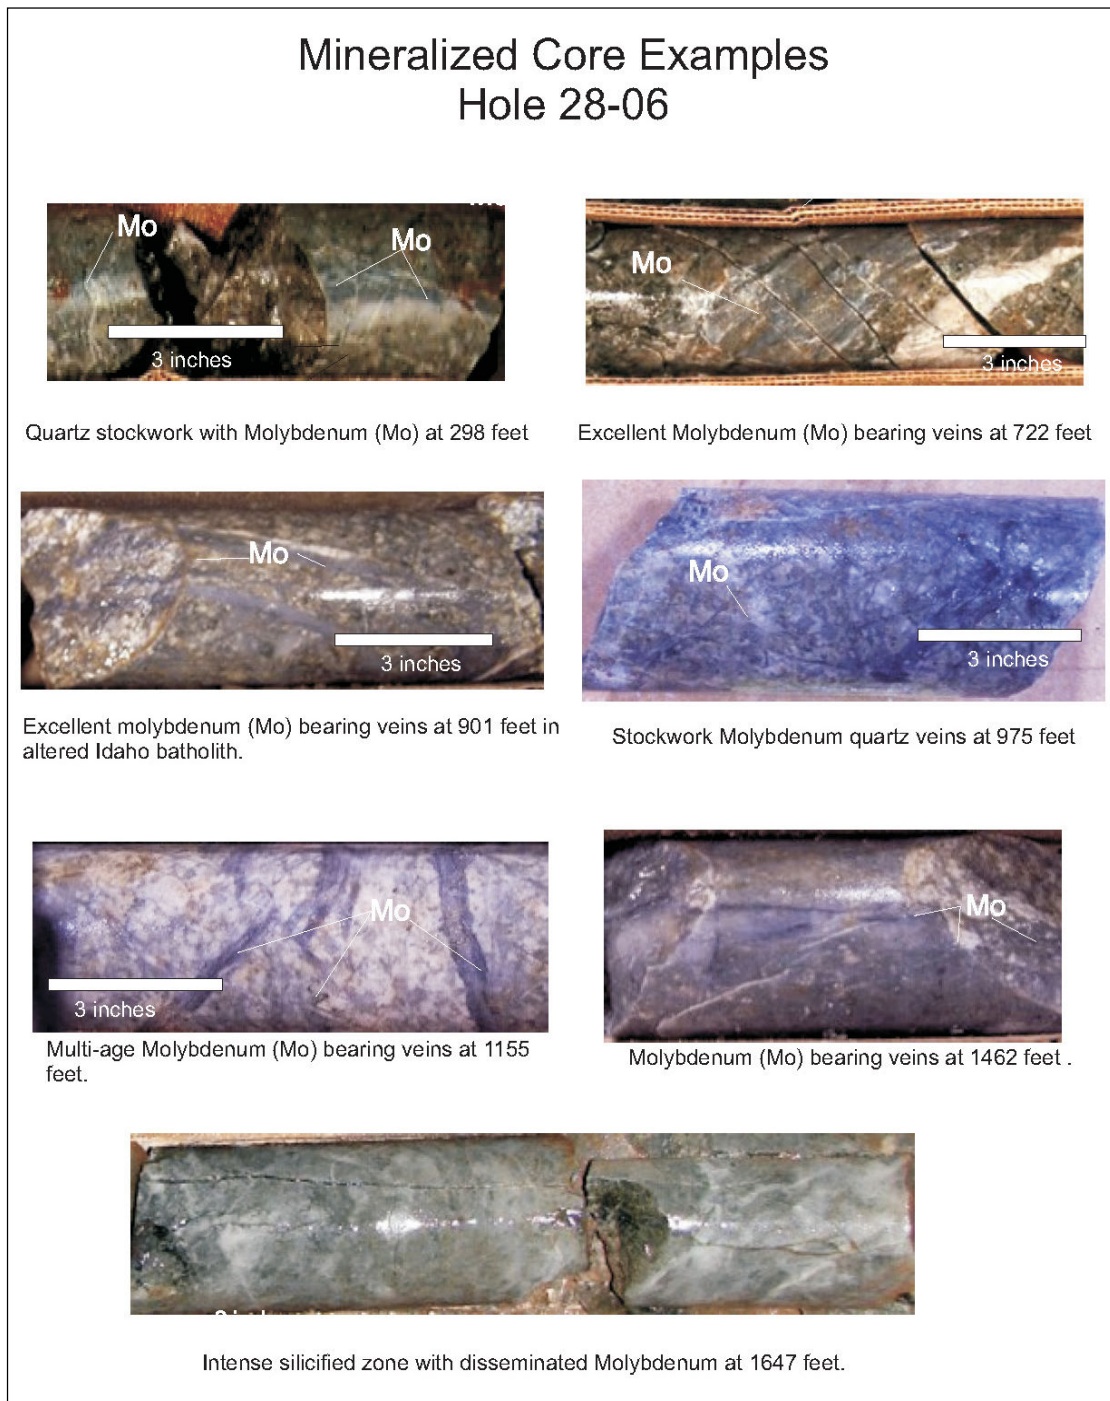 Mineralized Core Examples
Hole 28-06
Mo
Mo
3 inches
Quartz stockwork with Molybdenum (Mo) at 298 feet
Mo
3 inches
Excellent Molybdenum (Mo) bearing veins at 722 feet
Mo
3 inches
Excellent molybdenum (Mo) bearing veins at 901 feet in
altered Idaho batholith.
Mo
3 inches
Stockwork Molybdenum quartz veins at 975 feet
Mo
3 inches
Multi-age Molybdenum (Mo) bearing veins at 1155
feet.
Mo
Molybdenum (Mo) bearing veins at 1462 feet .
Intense silicified zone with disseminated Molybdenum at 1647 feet.